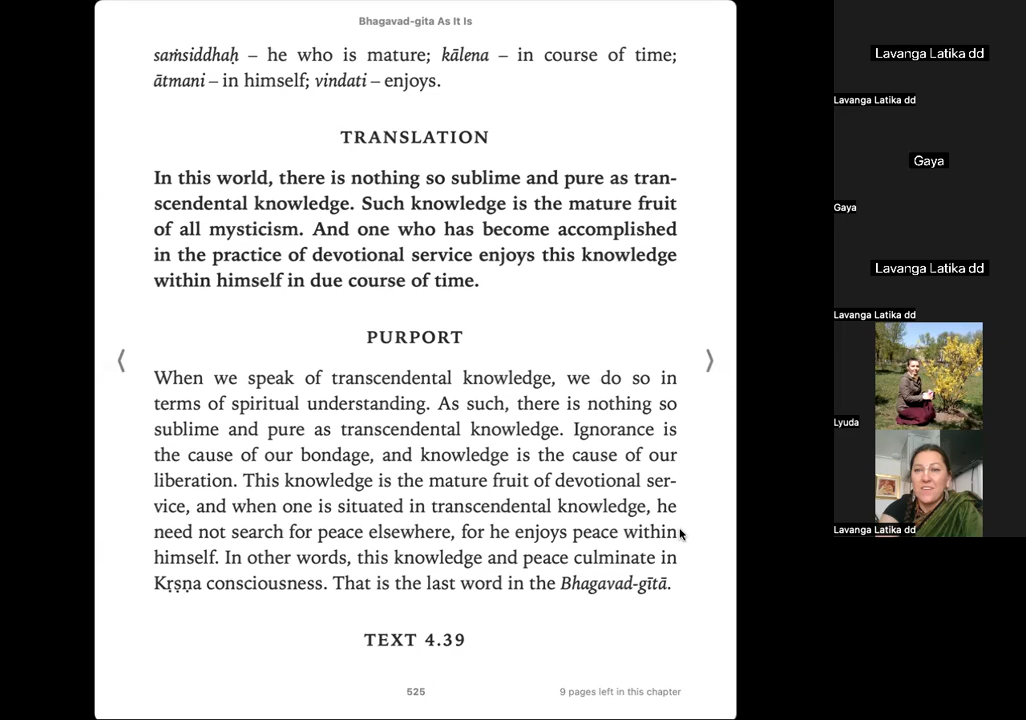 Bhagavad-gita As It Is
saṁsiddhaḥ – he who is mature; kālena – in course of time;
ātmani – in himself; vindati – enjoys.
TRANSLATION
In this world, there is nothing so sublime and pure as tran-
scendental knowledge. Such knowledge is the mature fruit
of all mysticism. And one who has become accomplished
in the practice of devotional service enjoys this knowledge
within himself in due course of time.
PURPORT
When we speak of transcendental knowledge, we do so in
terms of spiritual understanding. As such, there is nothing so
sublime and pure as transcendental knowledge. Ignorance is
the cause of our bondage, and knowledge is the cause of our
liberation. This knowledge is the mature fruit of devotional ser-
vice, and when one is situated in transcendental knowledge, he
need not search for peace elsewhere, for he enjoys peace within
himself. In other words, this knowledge and peace culminate in
Kṛṣṇa consciousness. That is the last word in the Bhagavad-gītā.
TEXT 4.39
525
9 pages left in this chapter
Lavanga Latika dd
Lavanga Latika dd
Gaya
Gaya
Lavanga Latika dd
Lavanga Latika dd
Lyuda
Lavanga Latika dd